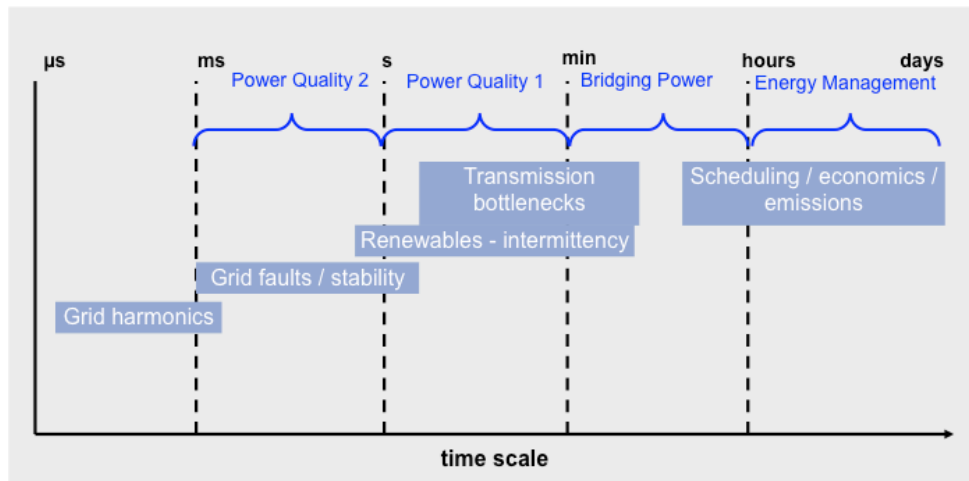 µs
ms
s
min
hours
days
Power Quality 2
Power Quality 1
Bridging Power
Energy Management
Transmission
bottlenecks
Scheduling / economics /
emissions
Renewables - intermittency
Grid faults / stability
Grid harmonics
time scale